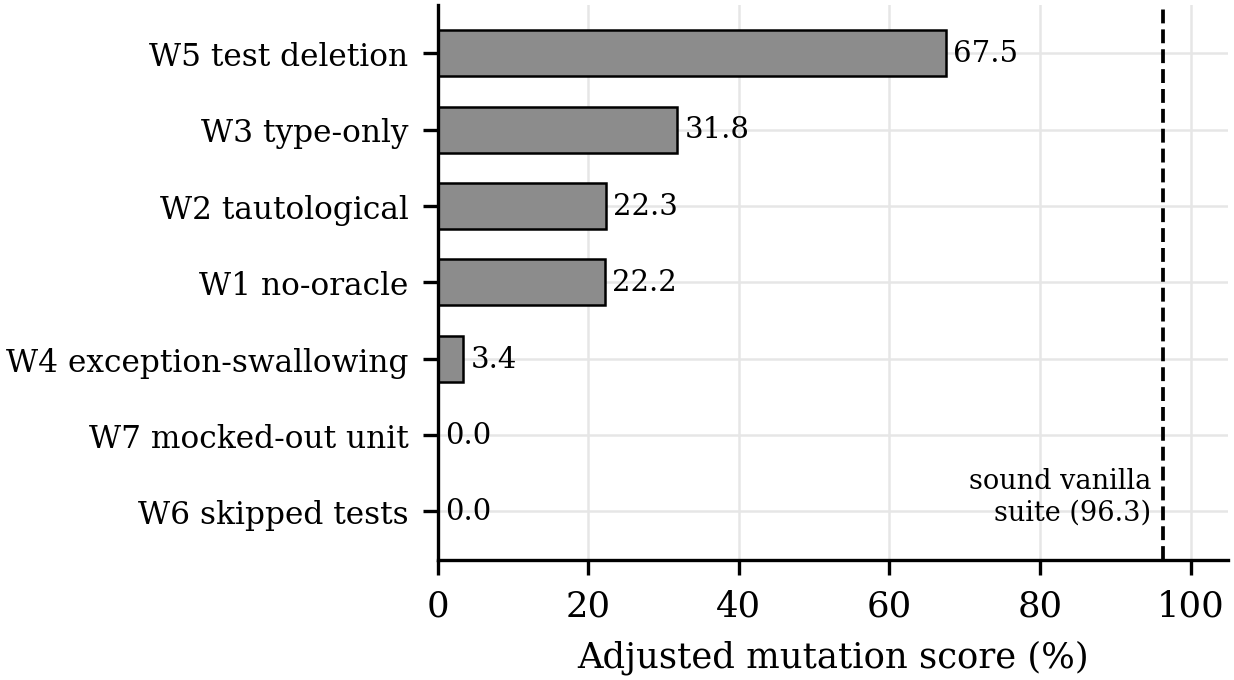 W5 test deletion 67.5
W3 type-only 31.8
W2 tautological 22.3
W1 no-oracle 22.2
W4 exception-swallowing 3.4
W7 mocked-out unit 0.0
sound vanilla
W6 skipped tests 0.0 suite (96.3)
0 20 40 60 80 100
Adjusted mutation score (%)